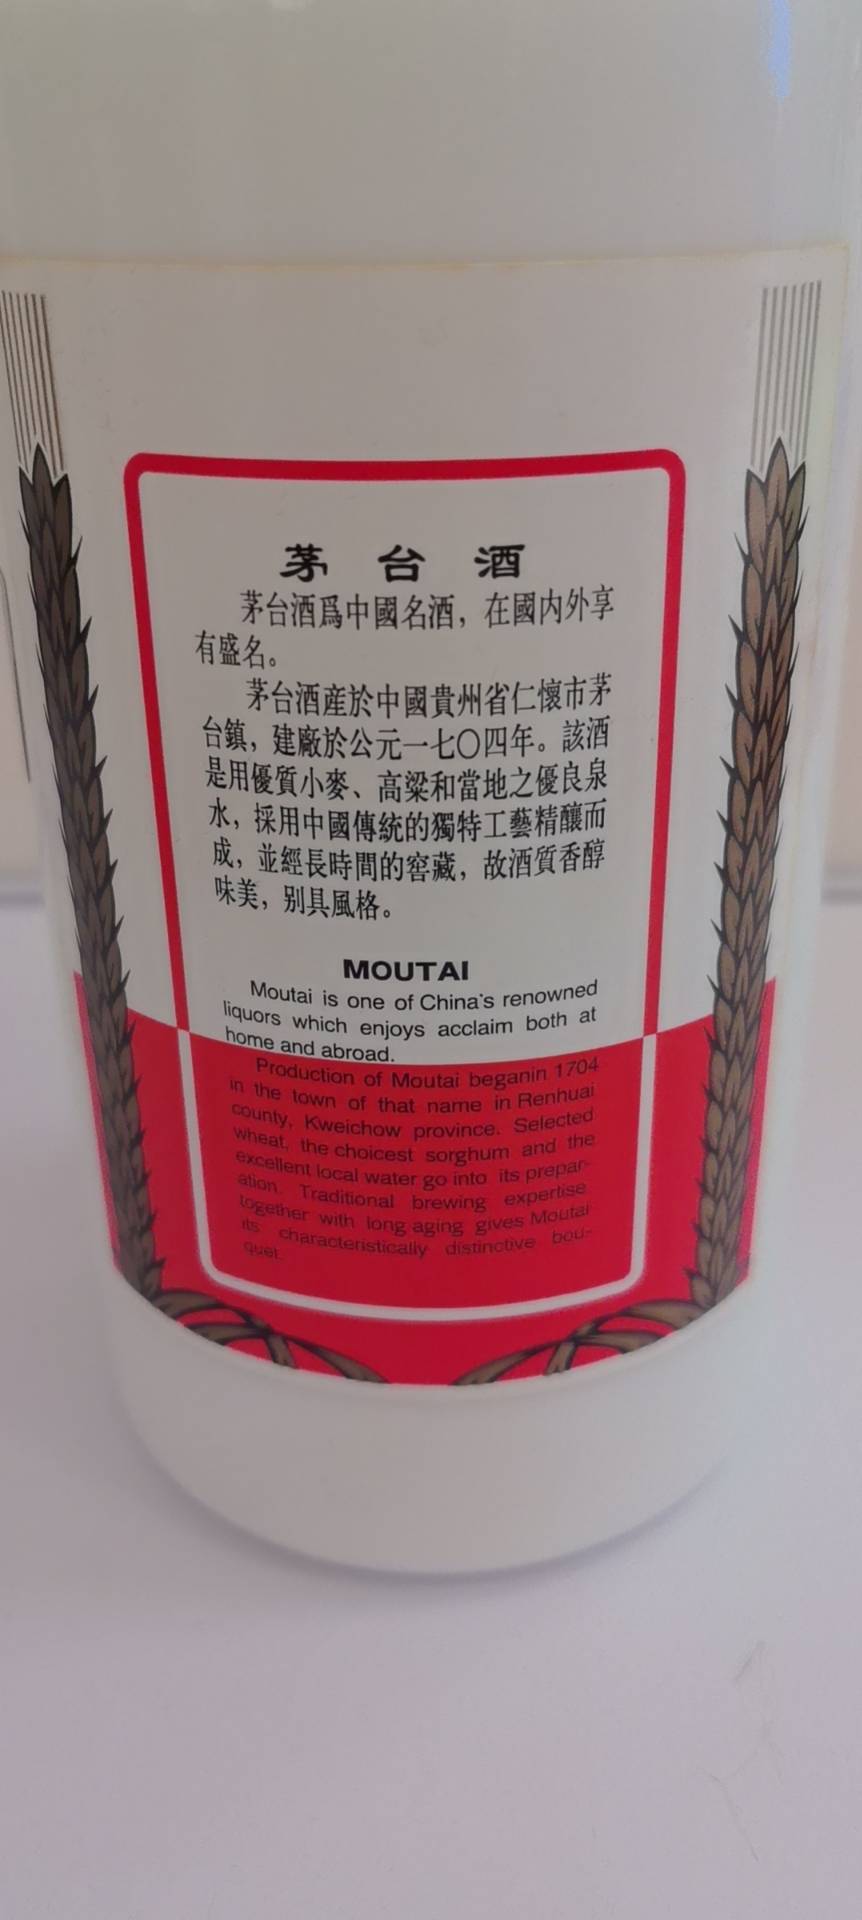 茅台酒
茅台酒爲中國名酒，在國内外享
有盛名。
茅台酒産於中國貴州省仁懷市茅
台鎮，建廠於公元一七〇四年。該酒
是用優質小麥、高粱和當地之優良泉
水，採用中國傳統的獨特工藝精釀而
成，並經長時間的窖藏，故酒質香醇
味美，别具風格。
MOUTAI
Moutai is one of China's renowned
liquors which enjoys acclaim both at
home and abroad.
Production of Moutai beganin 1704
in the town of that name in Renhuai
county, Kweichow province. Selected
wheat, the choicest sorghum and the
excellent local water go into its prepar-
ation. Traditional brewing expertise
together with long aging gives Moutai
its characteristically distinctive bou-
quet.